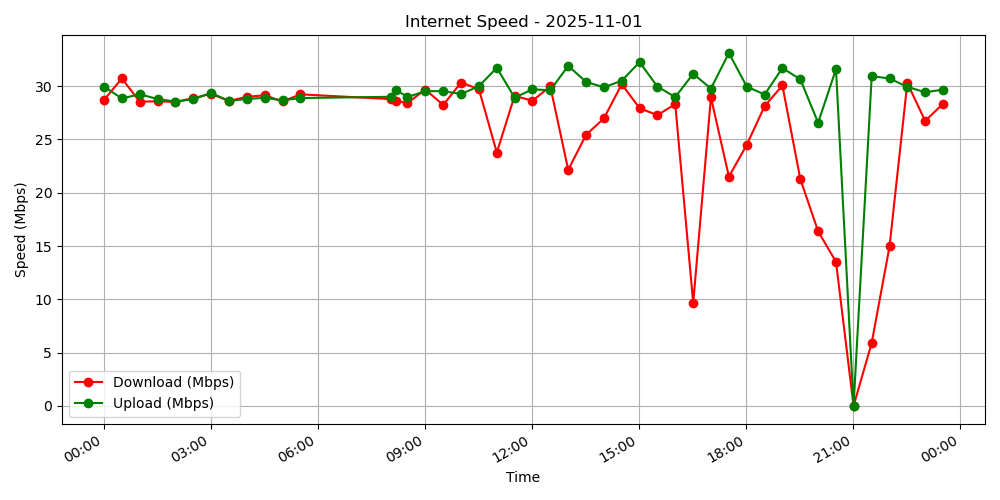 Internet Speed - 2025-11-01
Speed (Mbps)
30
25
20
15
10
5
0
Download (Mbps)
Upload (Mbps)
00:00 03:00 06:00 09:00 12:00 15:00 18:00 21:00 00:00
Time